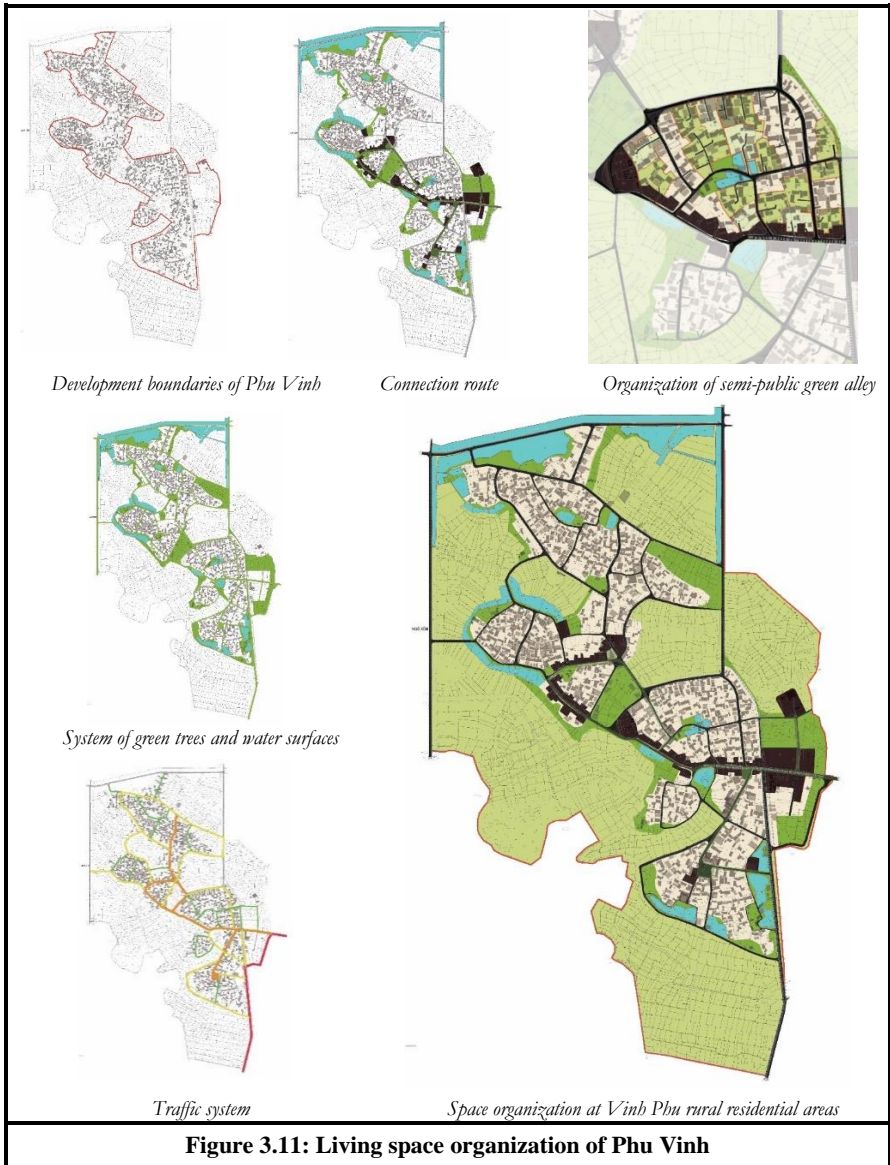 Development boundaries of Phu Vinh
Connection route
Organization of semi-public green alley
System of green trees and water surfaces
Traffic system
Space organization at Vinh Phu rural residential areas
Figure 3.11: Living space organization of Phu Vinh